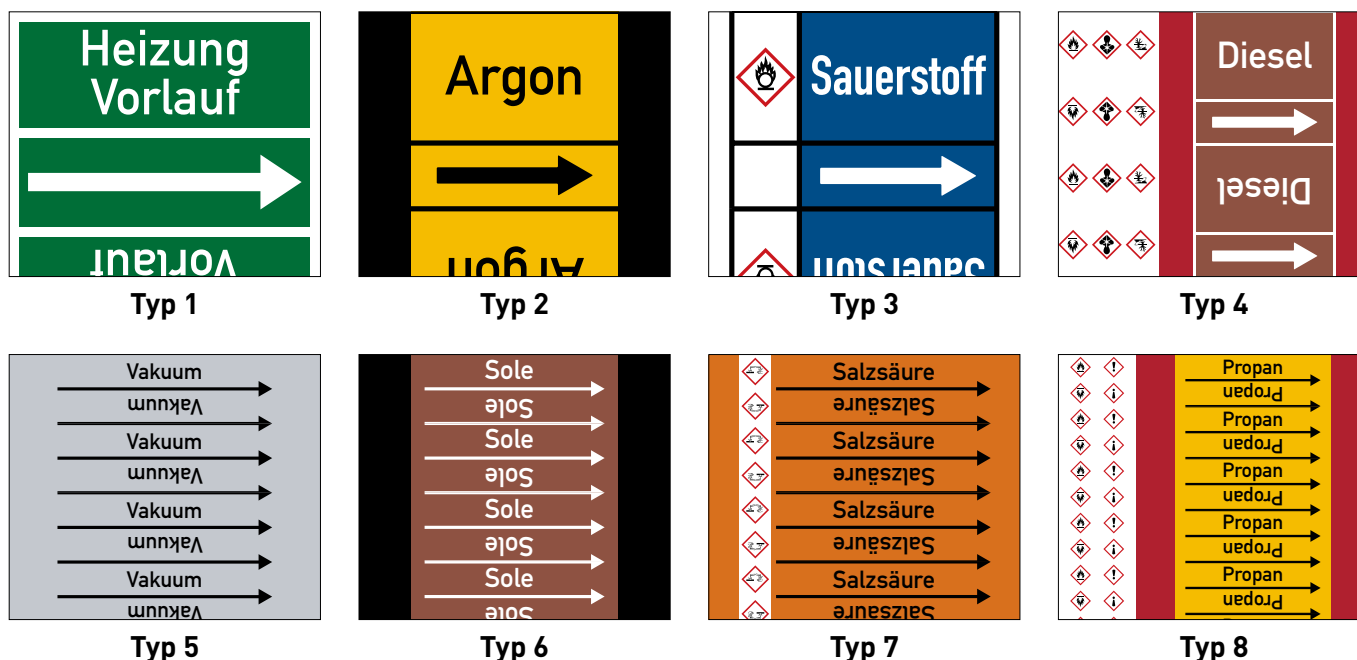 Heizung
Vorlauf
Vorlauf
Typ 1
Argon
Argon
Typ 2
Sauerstoff
Sauerstoff
Typ 3
Diesel
Diesel
Typ 4
Vakuum
Vakuum
Vakuum
Vakuum
Vakuum
Vakuum
Vakuum
Vakuum
Typ 5
Sole
Sole
Sole
Sole
Sole
Sole
Sole
Sole
Typ 6
Salzsäure
Salzsäure
Salzsäure
Salzsäure
Salzsäure
Salzsäure
Salzsäure
Salzsäure
Typ 7
Propan
Propan
Propan
Propan
Propan
Propan
Propan
Propan
Propan
Propan
Propan
Typ 8